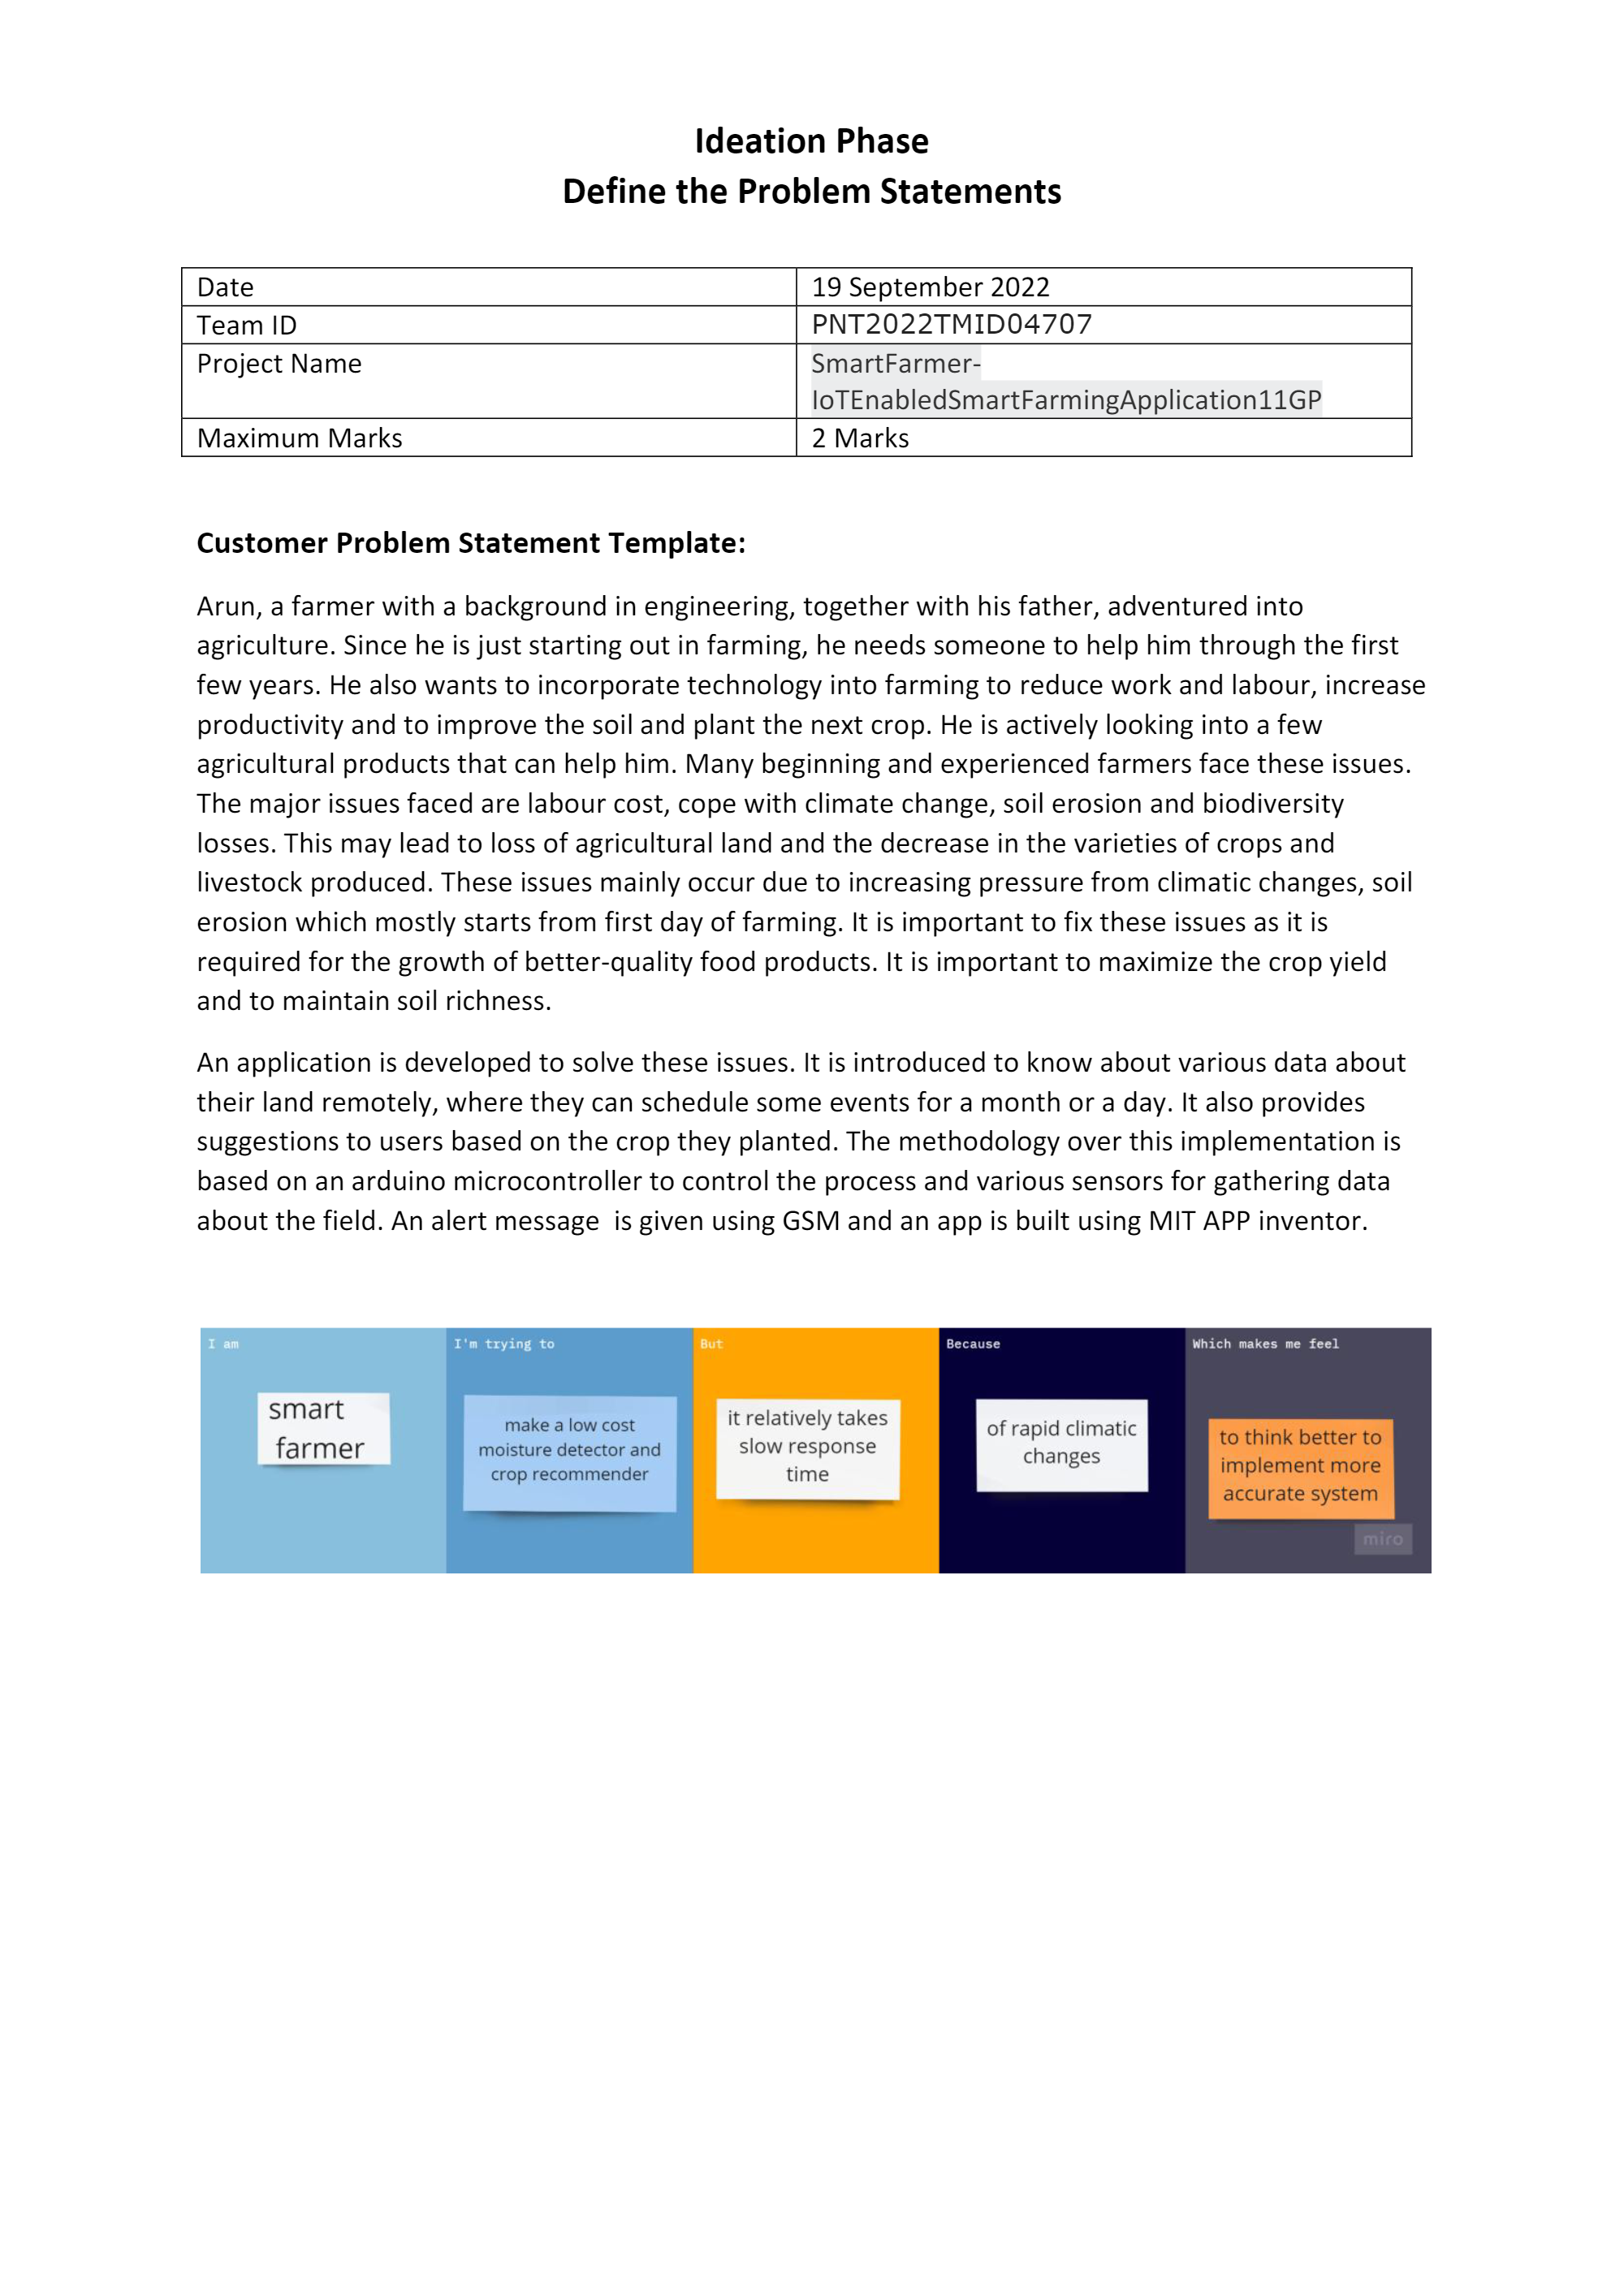 Ideation Phase
Define the Problem Statements
Date 19 September 2022
Team ID PNT2022TMID04707
Project Name SmartFarmer-
IoTEnabledSmartFarmingApplication11GP
Maximum Marks 2 Marks
Customer Problem Statement Template:
Arun, a farmer with a background in engineering, together with his father, adventured into
agriculture. Since he is just starting out in farming, he needs someone to help him through the first
few years. He also wants to incorporate technology into farming to reduce work and labour, increase
productivity and to improve the soil and plant the next crop. He is actively looking into a few
agricultural products that can help him. Many beginning and experienced farmers face these issues.
The major issues faced are labour cost, cope with climate change, soil erosion and biodiversity
losses. This may lead to loss of agricultural land and the decrease in the varieties of crops and
livestock produced. These issues mainly occur due to increasing pressure from climatic changes, soil
erosion which mostly starts from first day of farming. It is important to fix these issues as it is
required for the growth of better-quality food products. It is important to maximize the crop yield
and to maintain soil richness.
An application is developed to solve these issues. It is introduced to know about various data about
their land remotely, where they can schedule some events for a month or a day. It also provides
suggestions to users based on the crop they planted. The methodology over this implementation is
based on an arduino microcontroller to control the process and various sensors for gathering data
about the field. An alert message  is given using GSM and an app is built using MIT APP inventor.
I am
smart
farmer
I'm trying to
make a low cost
moisture detector and
crop recommender
But
it relatively takes
slow response
time
Because
of rapid climatic
changes
Which makes me feel
to think better to
implement more
accurate system
miro